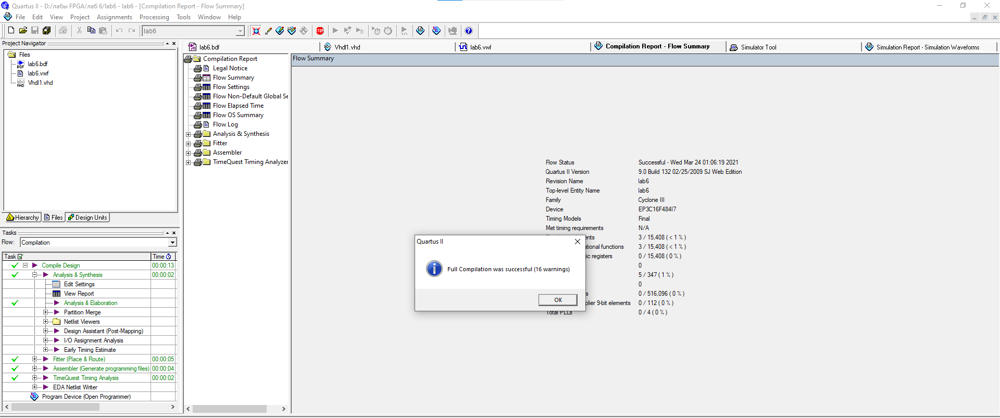 Quartus II - D:/лабы FPGA/лаб 6/lab6 - lab6 - [Compilation Report - Flow Summary]
File Edit View Project Assignments Processing Tools Window Help
lab6
STOP
Project Navigator
Files
lab6.bdf
lab6.vwf
Vhdl1.vhd
Hierarchy Files Design Units
Tasks
Flow: Compilation
Task Time
Compile Design 00:00:13
Analysis & Synthesis 00:00:02
Edit Settings
View Report
Analysis & Elaboration
Partition Merge
Netlist Viewers
Design Assistant (Post-Mapping)
I/O Assignment Analysis
Early Timing Estimate
Fitter (Place & Route) 00:00:05
Assembler (Generate programming files) 00:00:04
TimeQuest Timing Analysis 00:00:02
EDA Netlist Writer
Program Device (Open Programmer)
lab6.bdf Vhdl1.vhd lab6.vwf Compilation Report - Flow Summary Simulator Tool Simulation Report - Simulation Waveforms
Compilation Report
Legal Notice
Flow Summary
Flow Settings
Flow Non-Default Global Se
Flow Elapsed Time
Flow OS Summary
Flow Log
Analysis & Synthesis
Fitter
Assembler
TimeQuest Timing Analyzer
Flow Summary
Flow Status Successful - Wed Mar 24 01:06:19 2021
Quartus II Version 9.0 Build 132 02/25/2009 SJ Web Edition
Revision Name lab6
Top-level Entity Name lab6
Family Cyclone III
Device EP3C16F484I7
Timing Models Final
Met timing requirements N/A
ents 3 / 15,408 ( < 1 % )
ational functions 3 / 15,408 ( < 1 % )
ic registers 0 / 15,408 ( 0 % )
0
5 / 347 ( 1 % )
0
s 0 / 516,096 ( 0 % )
plier 9-bit elements 0 / 112 ( 0 % )
Total PLLs 0 / 4 ( 0 % )
Quartus II
Full Compilation was successful (16 warnings)
OK